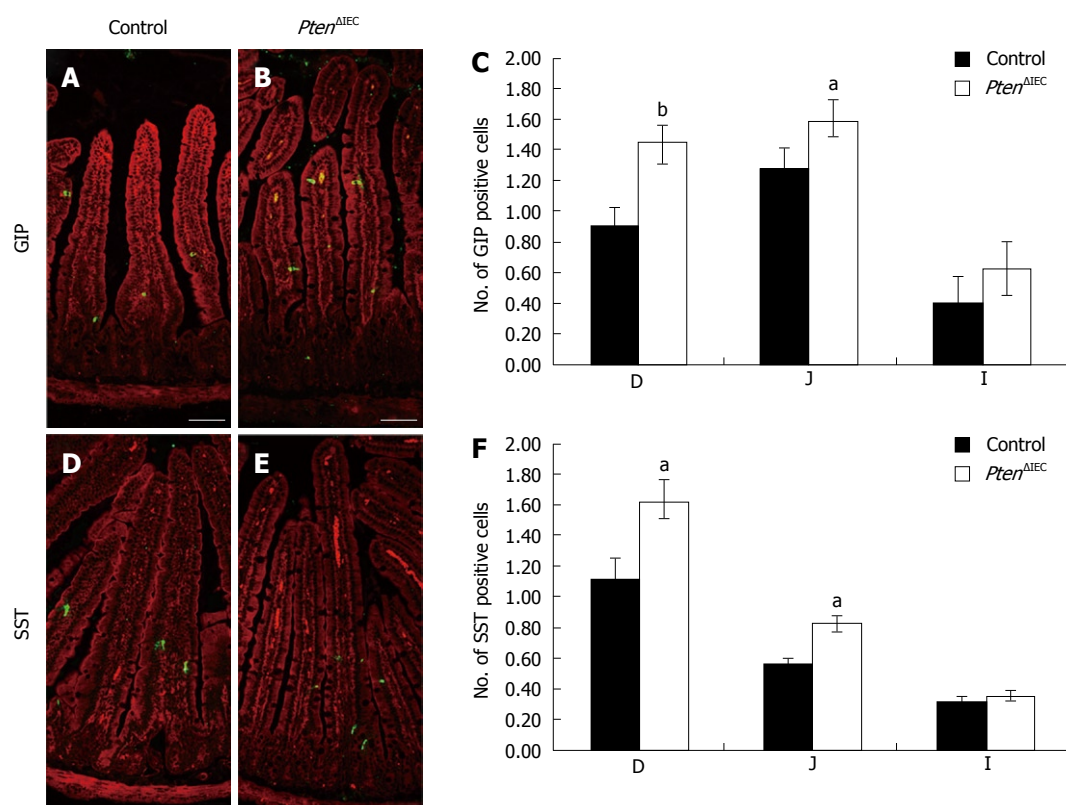 Control
Pten^ΔIEC
GIP
A
B
C
Control
Pten^ΔIEC
No. of GIP positive cells
2.00
1.80
1.60
1.40
1.20
1.00
0.80
0.60
0.40
0.20
0.00
b
a
D
J
I
SST
D
E
F
Control
Pten^ΔIEC
No. of SST positive cells
2.00
1.80
1.60
1.40
1.20
1.00
0.80
0.60
0.40
0.20
0.00
a
a
D
J
I